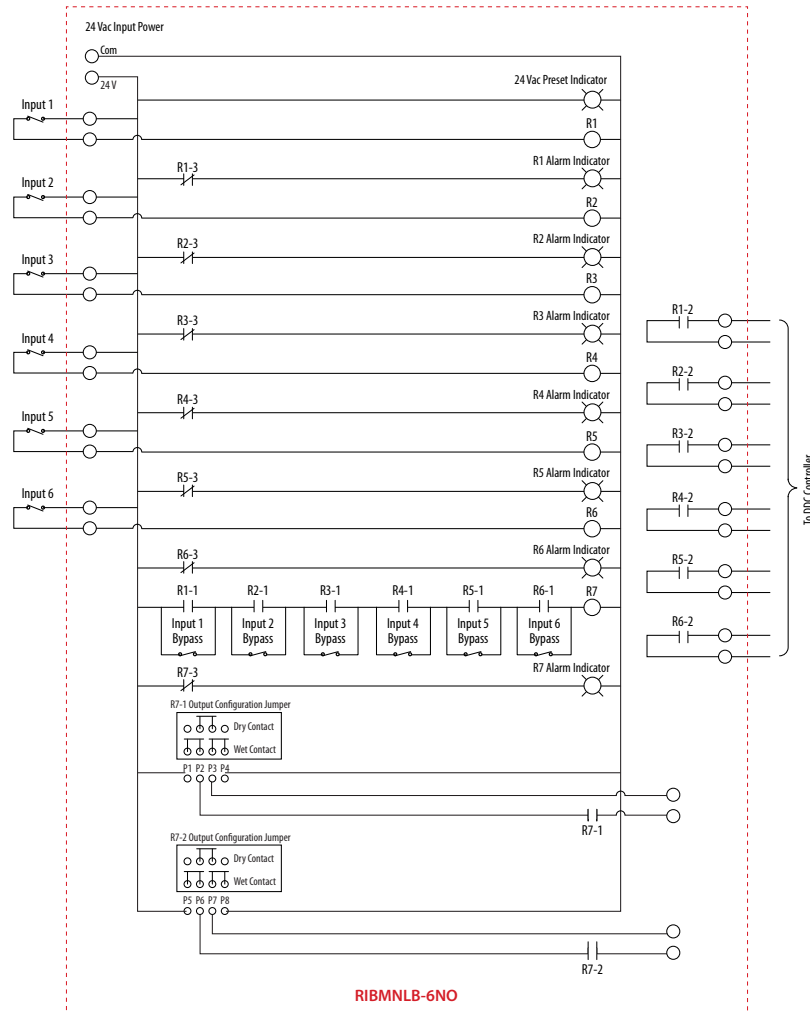 24 Vac Input Power
Com
24 V
24 Vac Preset Indicator
Input 1
R1
R1-3
R1 Alarm Indicator
Input 2
R2
R2-3
R2 Alarm Indicator
Input 3
R3
R3-3
R3 Alarm Indicator
Input 4
R4
R4-3
R4 Alarm Indicator
Input 5
R5
R5-3
R5 Alarm Indicator
Input 6
R6
R6-3
R6 Alarm Indicator
R1-1 R2-1 R3-1 R4-1 R5-1 R6-1 R7
Input 1 Input 2 Input 3 Input 4 Input 5 Input 6
Bypass Bypass Bypass Bypass Bypass Bypass
R7-3
R7 Alarm Indicator
R7-1 Output Configuration Jumper
Dry Contact
Wet Contact
P1 P2 P3 P4
R7-1
R7-2 Output Configuration Jumper
Dry Contact
Wet Contact
P5 P6 P7 P8
R7-2
R1-2
R2-2
R3-2
R4-2
R5-2
R6-2
To DDC Controller
RIBMNLB-6NO